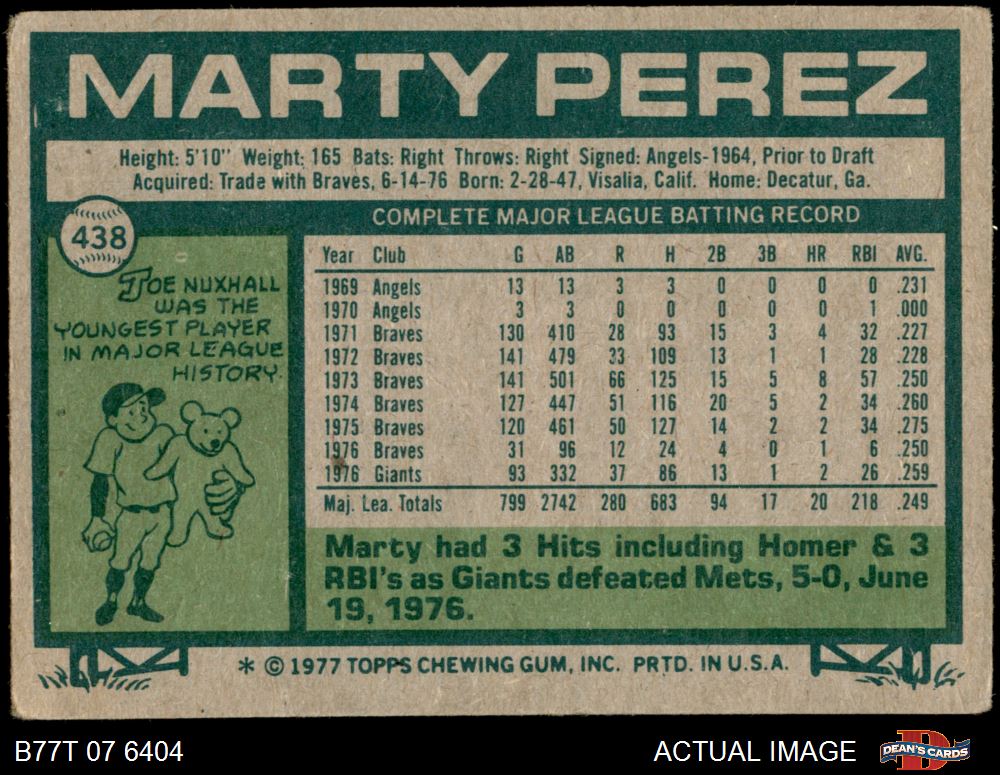 MARTY PEREZ
Height: 5'10" Weight: 165 Bats: Right Throws: Right Signed: Angels-1964, Prior to Draft
Acquired: Trade with Braves, 6-14-76 Born: 2-28-47, Visalia, Calif. Home: Decatur, Ga.
438
JOE NUXHALL
WAS THE
YOUNGEST PLAYER
IN MAJOR LEAGUE
HISTORY.
COMPLETE MAJOR LEAGUE BATTING RECORD
Year Club G AB R H 2B 3B HR RBI AVG.
1969 Angels 13 13 3 3 0 0 0 0 .231
1970 Angels 3 3 0 0 0 0 0 1 .000
1971 Braves 130 410 28 93 15 3 4 32 .227
1972 Braves 141 479 33 109 13 1 1 28 .228
1973 Braves 141 501 66 125 15 5 8 57 .250
1974 Braves 127 447 51 116 20 5 2 34 .260
1975 Braves 120 461 50 127 14 2 2 34 .275
1976 Braves 31 96 12 24 4 0 1 6 .250
1976 Giants 93 332 37 86 13 1 2 26 .259
Maj. Lea. Totals 799 2742 280 683 94 17 20 218 .249
Marty had 3 Hits including Homer & 3
RBI's as Giants defeated Mets, 5-0, June
19, 1976.
* © 1977 TOPPS CHEWING GUM, INC. PRTD. IN U.S.A.
B77T 07 6404
ACTUAL IMAGE
D
DEAN'S CARDS